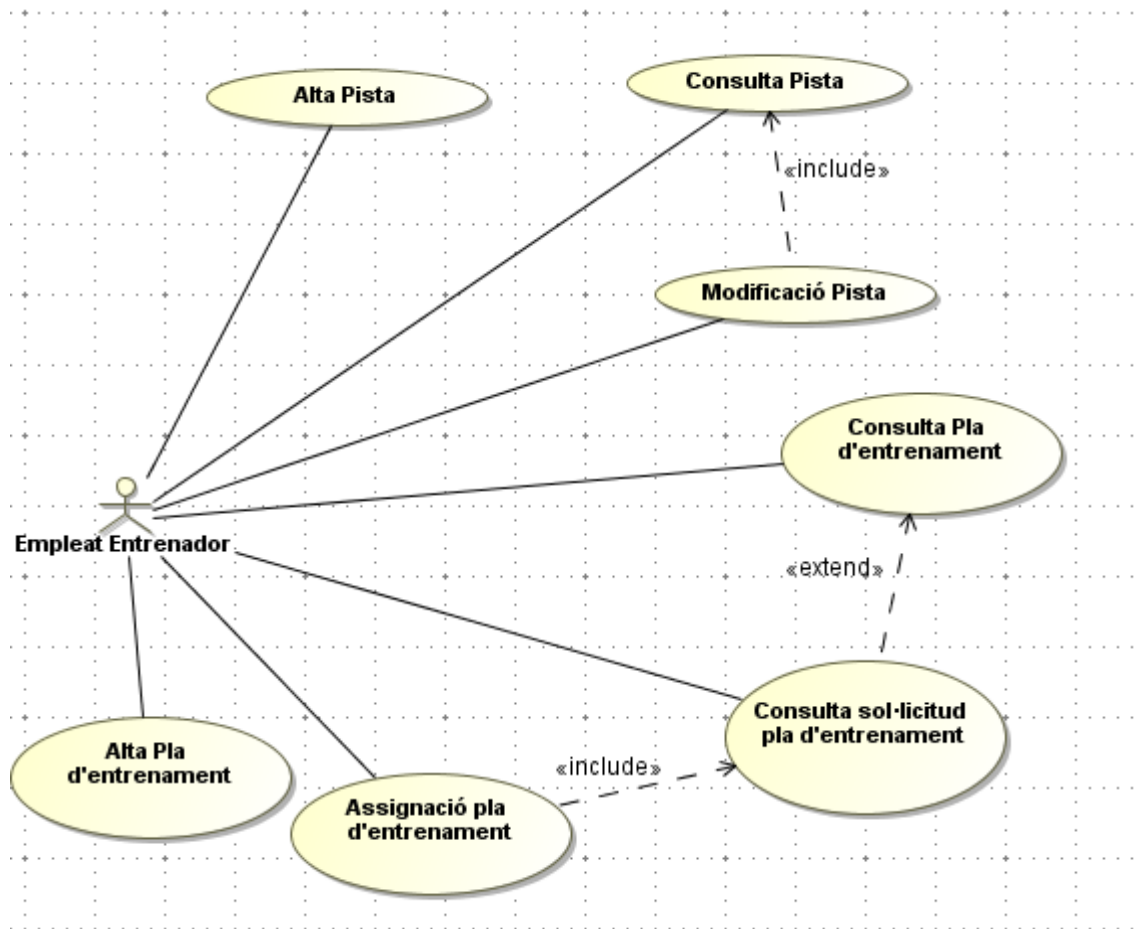 Alta Pista
Consulta Pista
«include»
Modificació Pista
Consulta Pla
d'entrenament
Empleat Entrenador
«extend»
Consulta sol·licitud
pla d'entrenament
Alta Pla
d'entrenament
«include»
Assignació pla
d'entrenament